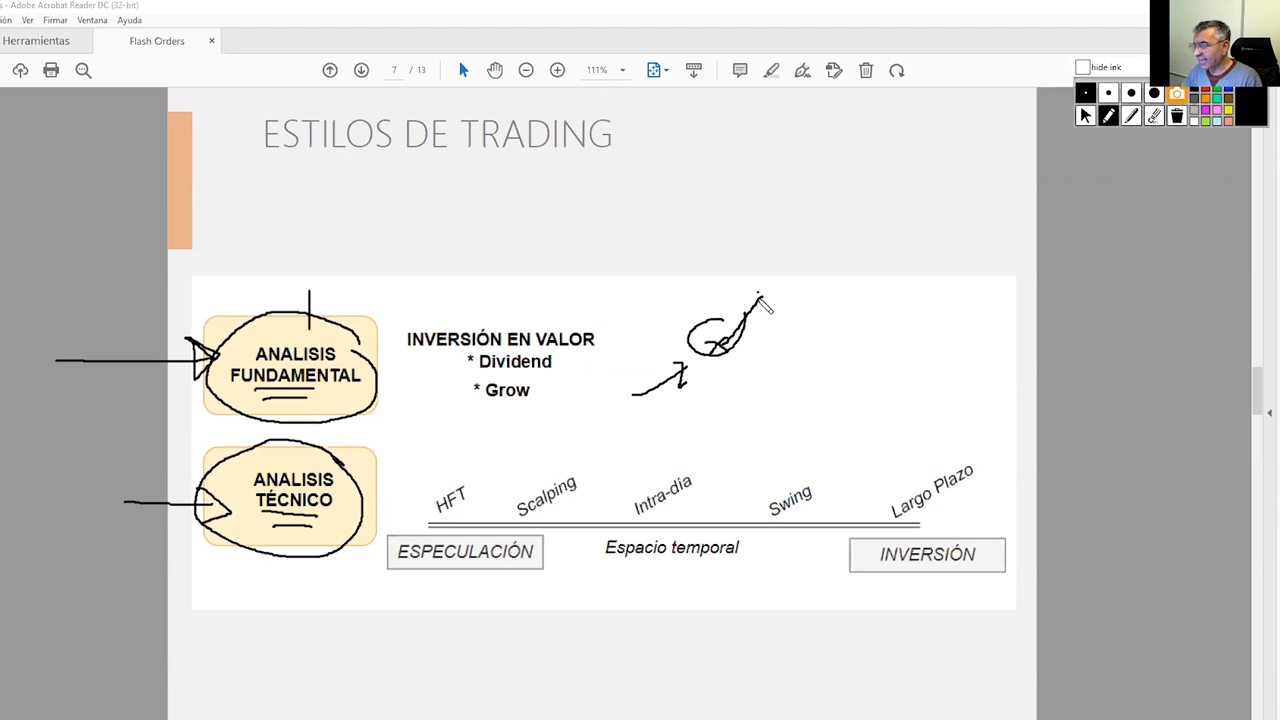 s - Adobe Acrobat Reader DC (32-bit)
ión Ver Firmar Ventana Ayuda
Herramientas Flash Orders ×
7 / 13 111% hide ink
ESTILOS DE TRADING
ANALISIS
FUNDAMENTAL
INVERSIÓN EN VALOR
* Dividend
* Grow
ANALISIS
TÉCNICO
HFT Scalping Intra-día Swing Largo Plazo
ESPECULACIÓN Espacio temporal INVERSIÓN